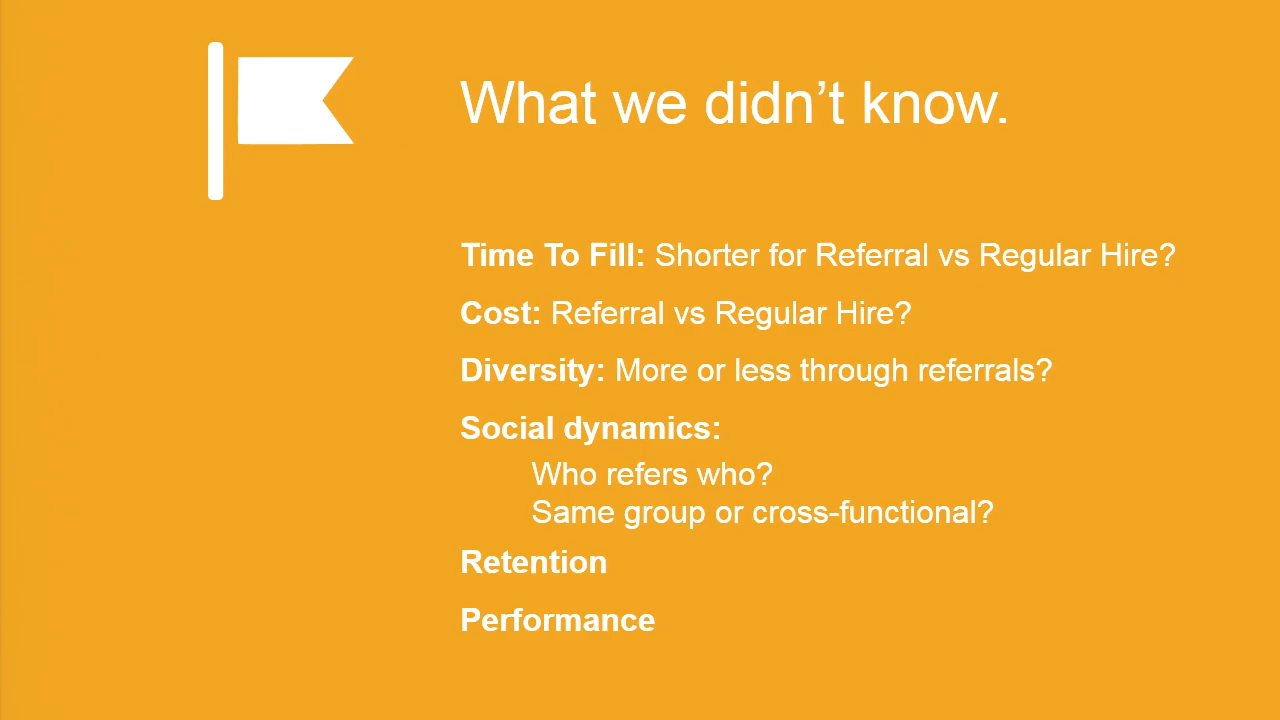 What we didn’t know.
Time To Fill: Shorter for Referral vs Regular Hire?
Cost: Referral vs Regular Hire?
Diversity: More or less through referrals?
Social dynamics:
Who refers who?
Same group or cross-functional?
Retention
Performance